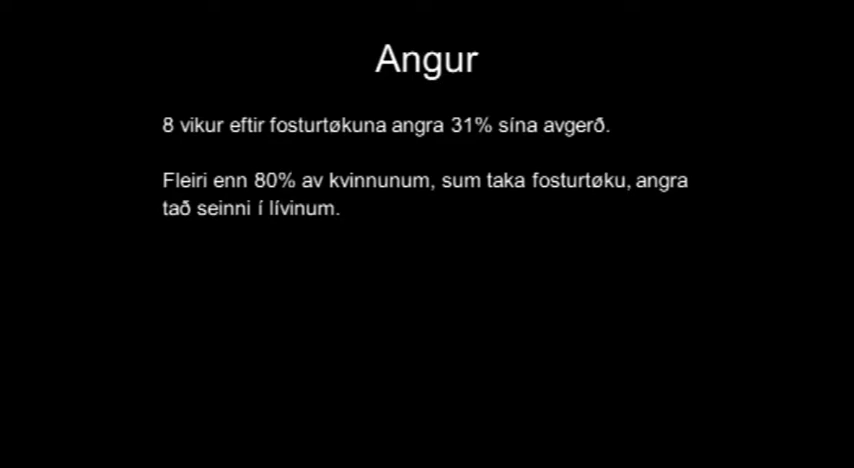 Angur
8 vikur eftir fosturtøkuna angra 31% sína avgerð.
Fleiri enn 80% av kvinnunum, sum taka fosturtøku, angra
tað seinni í lívinum.